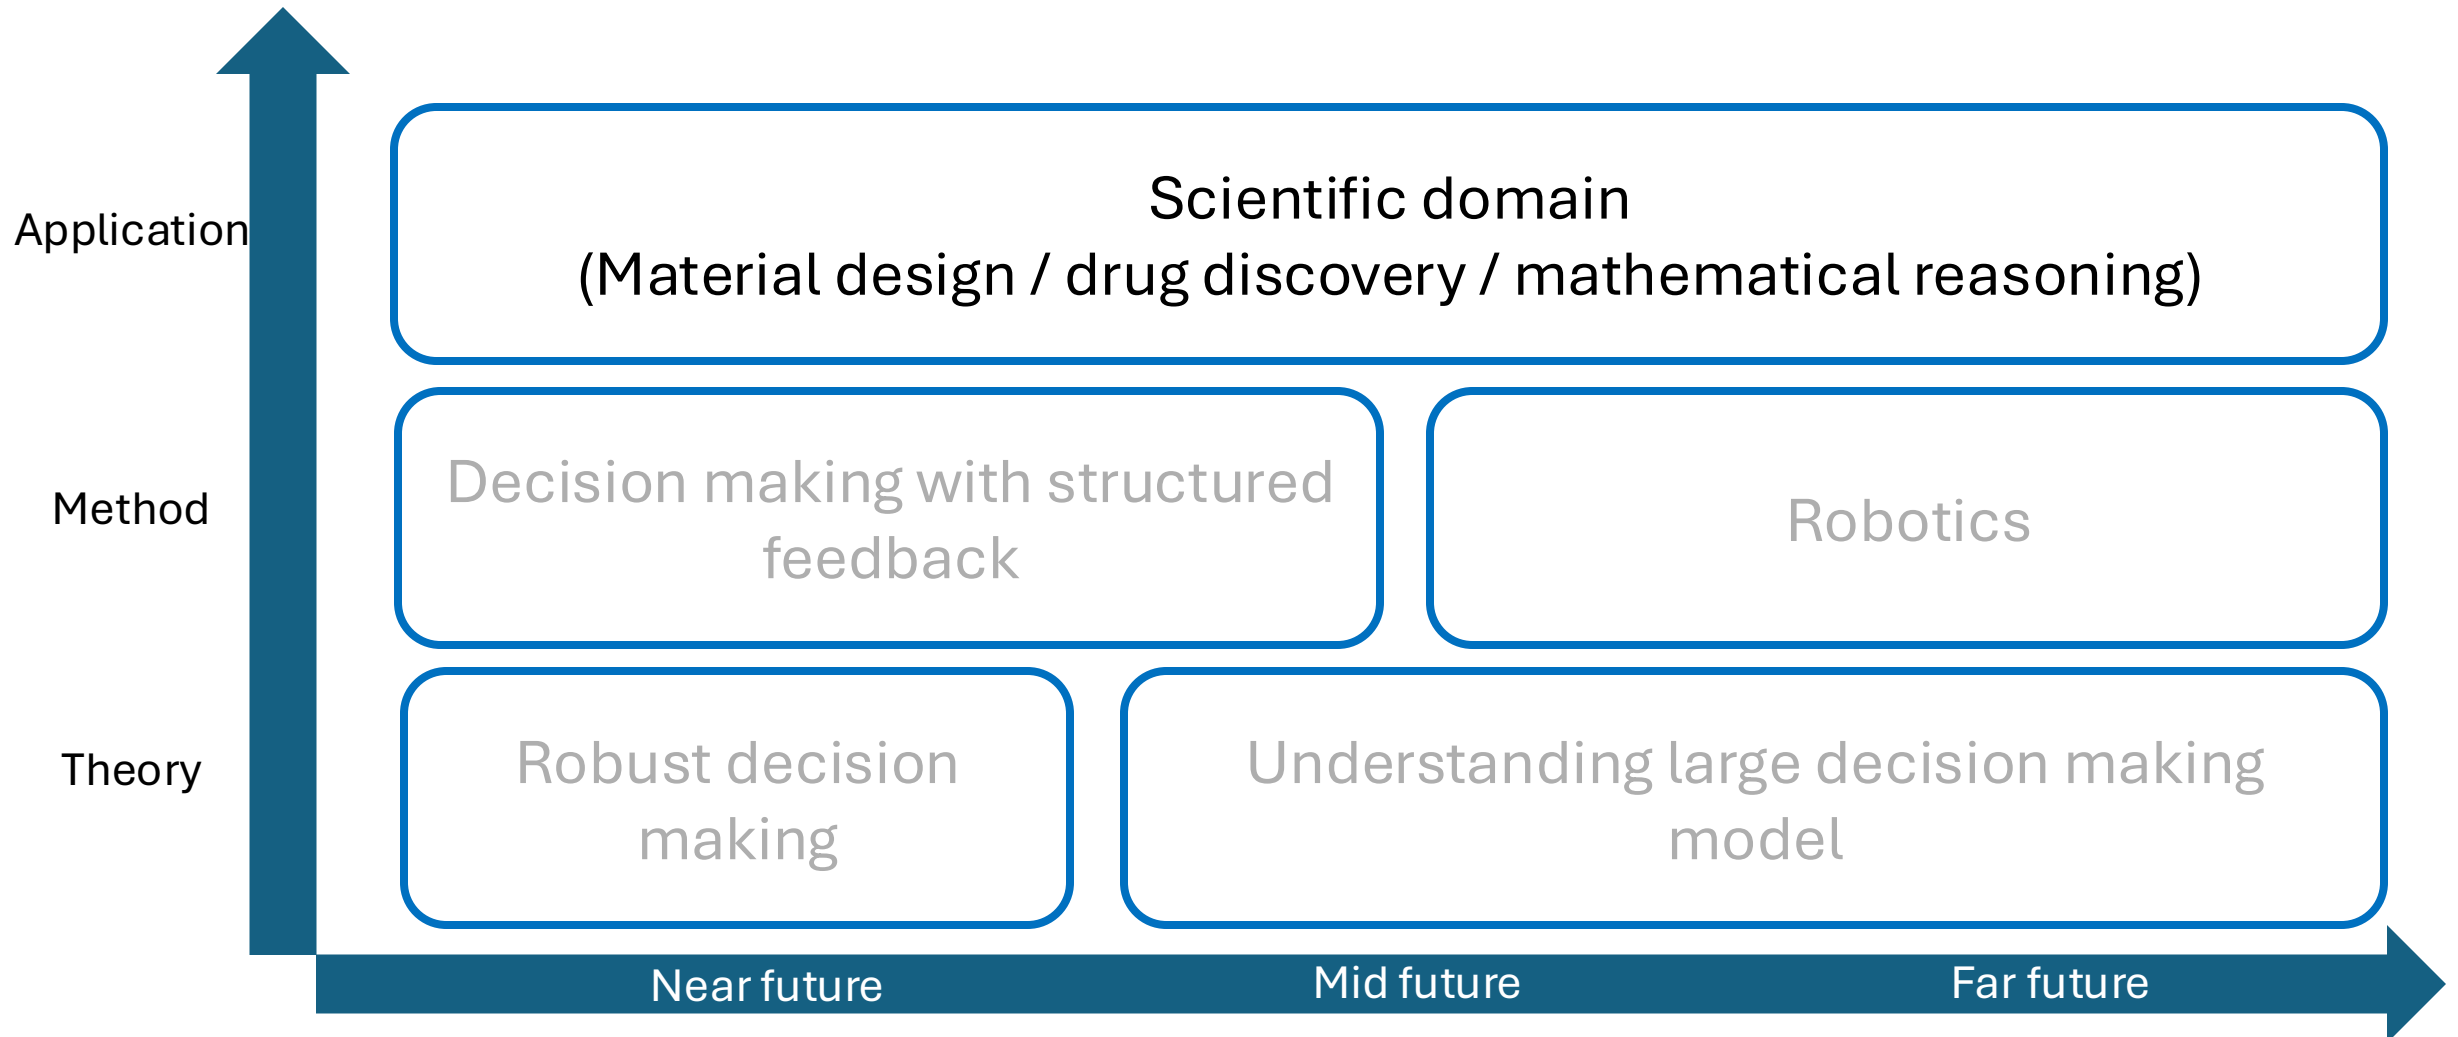 Application
Scientific domain
(Material design / drug discovery / mathematical reasoning)
Method
Decision making with structured
feedback
Robotics
Theory
Robust decision
making
Understanding large decision making
model
Near future
Mid future
Far future